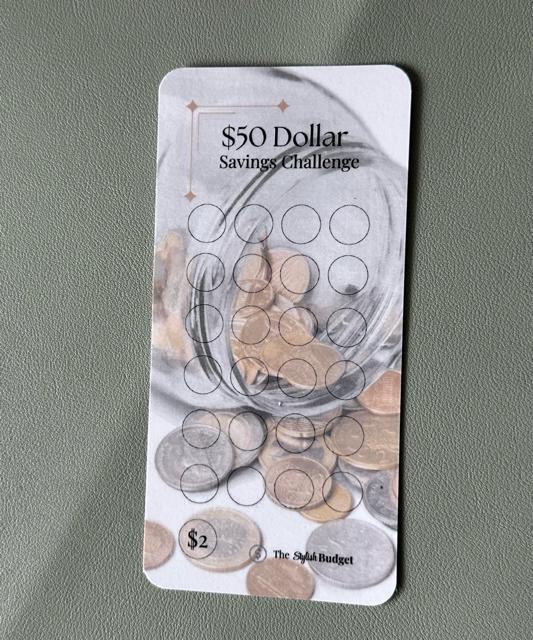 $50 Dollar
Savings Challenge
$2
$ The Stylish Budget